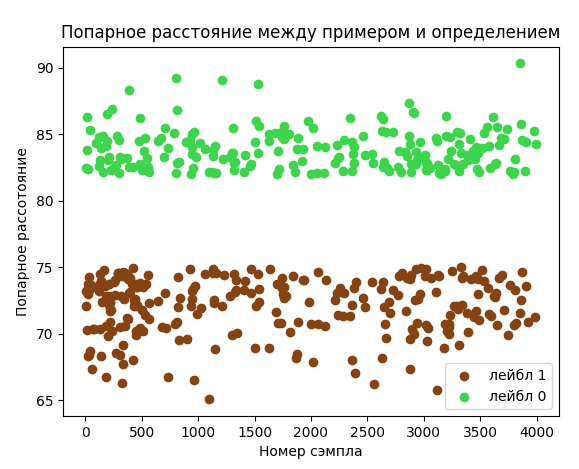 Попарное расстояние между примером и определением
Попарное рассотояние
90
85
80
75
70
65
лейбл 1
лейбл 0
0 500 1000 1500 2000 2500 3000 3500 4000
Номер сэмпла